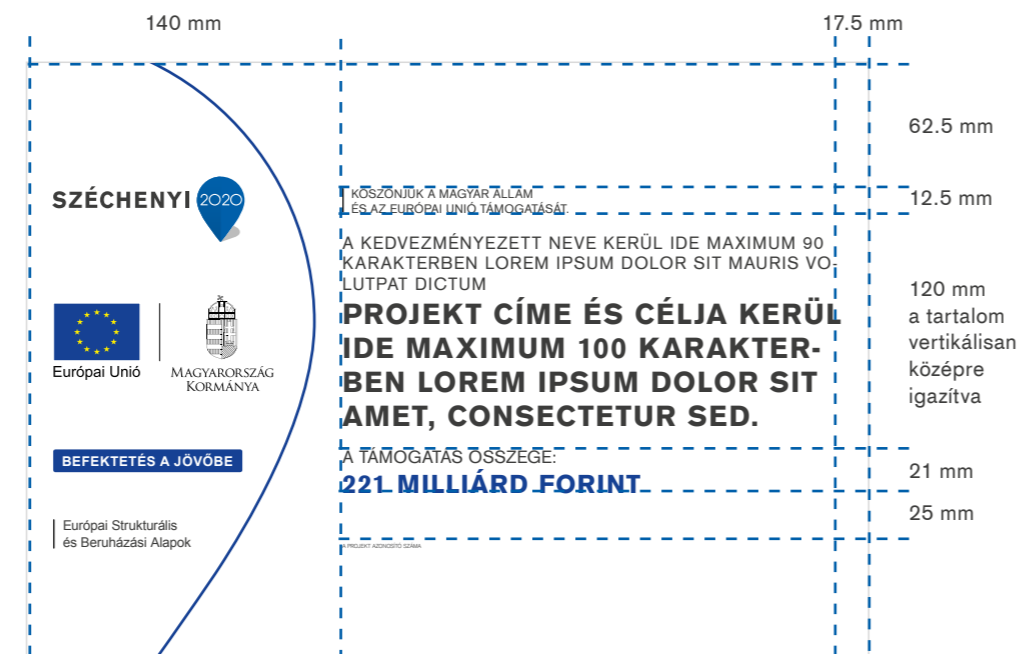 140 mm
17.5 mm
62.5 mm
12.5 mm
120 mm
a tartalom
vertikálisan
középre
igazítva
21 mm
25 mm
SZÉCHENYI 2020
Európai Unió
MAGYARORSZÁG
KORMÁNYA
BEFEKTETÉS A JÖVŐBE
Európai Strukturális
és Beruházási Alapok
KÖSZÖNJÜK A MAGYAR ÁLLAM
ÉS AZ EURÓPAI UNIÓ TÁMOGATÁSÁT.
A KEDVEZMÉNYEZETT NEVE KERÜL IDE MAXIMUM 90
KARAKTERBEN LOREM IPSUM DOLOR SIT MAURIS VO-
LUTPAT DICTUM
PROJEKT CÍME ÉS CÉLJA KERÜL
IDE MAXIMUM 100 KARAKTER-
BEN LOREM IPSUM DOLOR SIT
AMET, CONSECTETUR SED.
A TÁMOGATÁS ÖSSZEGE:
221 MILLIÁRD FORINT
A PROJEKT AZONOSÍTÓ SZÁMA